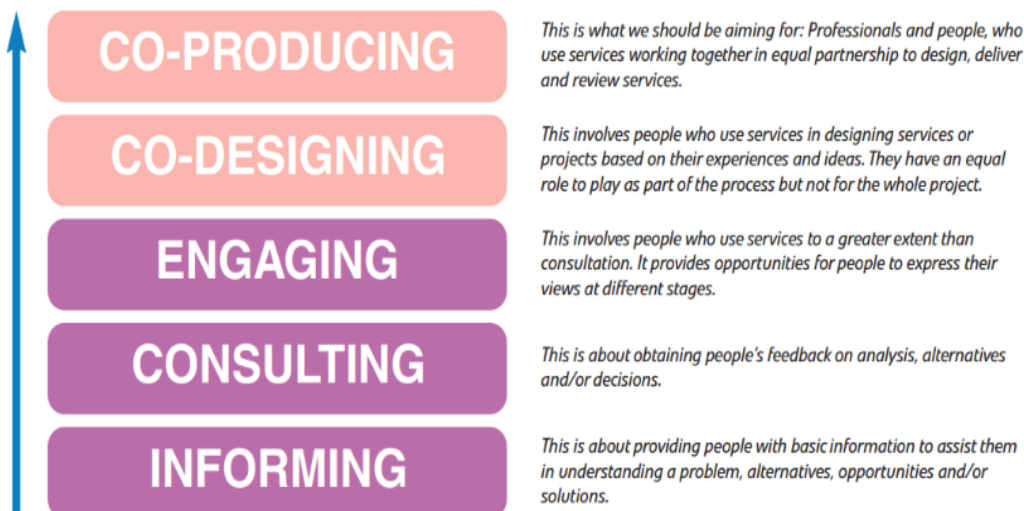 CO-PRODUCING
This is what we should be aiming for: Professionals and people, who
use services working together in equal partnership to design, deliver
and review services.
CO-DESIGNING
This involves people who use services in designing services or
projects based on their experiences and ideas. They have an equal
role to play as part of the process but not for the whole project.
ENGAGING
This involves people who use services to a greater extent than
consultation. It provides opportunities for people to express their
views at different stages.
CONSULTING
This is about obtaining people's feedback on analysis, alternatives
and/or decisions.
INFORMING
This is about providing people with basic information to assist them
in understanding a problem, alternatives, opportunities and/or
solutions.